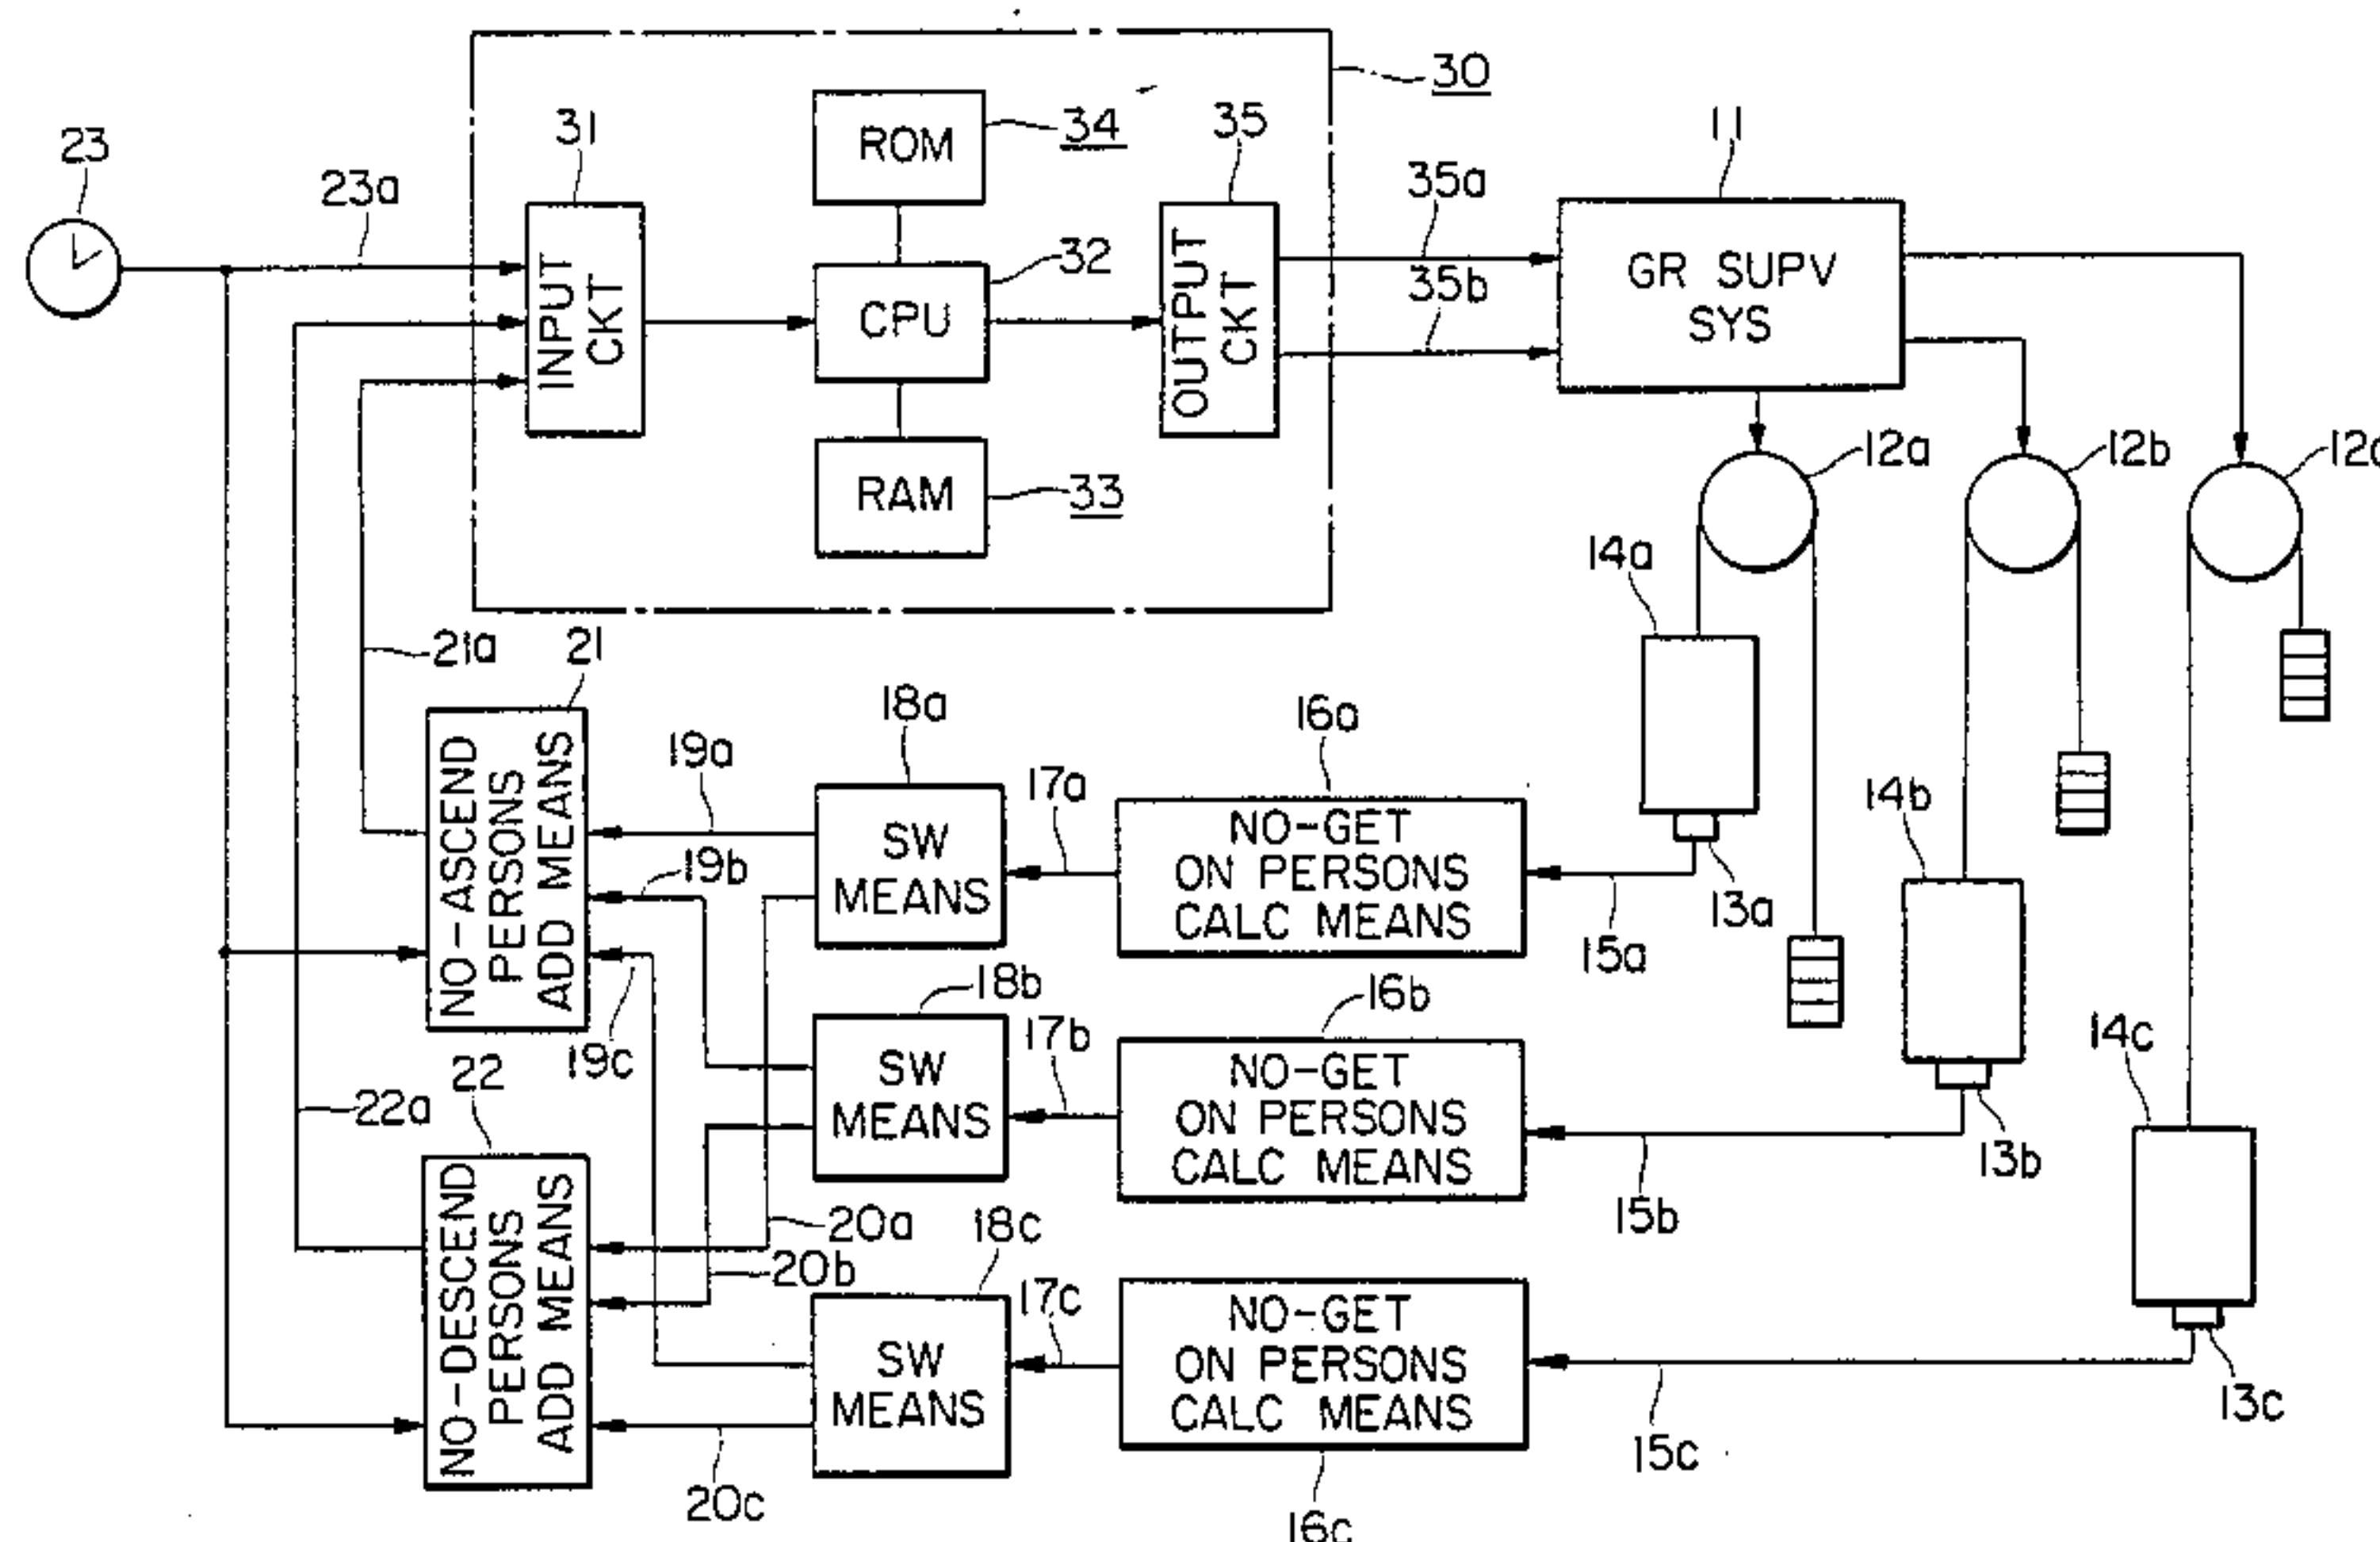 30
34
ROM
31
35
11
23
23a
35a
INPUT
CKT
32
CPU
OUTPUT
CKT
35b
GR SUPV
SYS
12a
12b
RAM
33
14a
21a
21
18a
16a
14b
NO-ASCEND
PERSONS
ADD MEANS
19a
17a
SW
MEANS
NO-GET
ON PERSONS
CALC MEANS
19b
13a
15a
18b
16b
14c
19c
17b
SW
MEANS
NO-GET
ON PERSONS
CALC MEANS
22
22a
13b
15b
NO-DESCEND
PERSONS
ADD MEANS
20a
18c
20b
17c
SW
MEANS
NO-GET
ON PERSONS
CALC MEANS
13c
15c
20c
16c